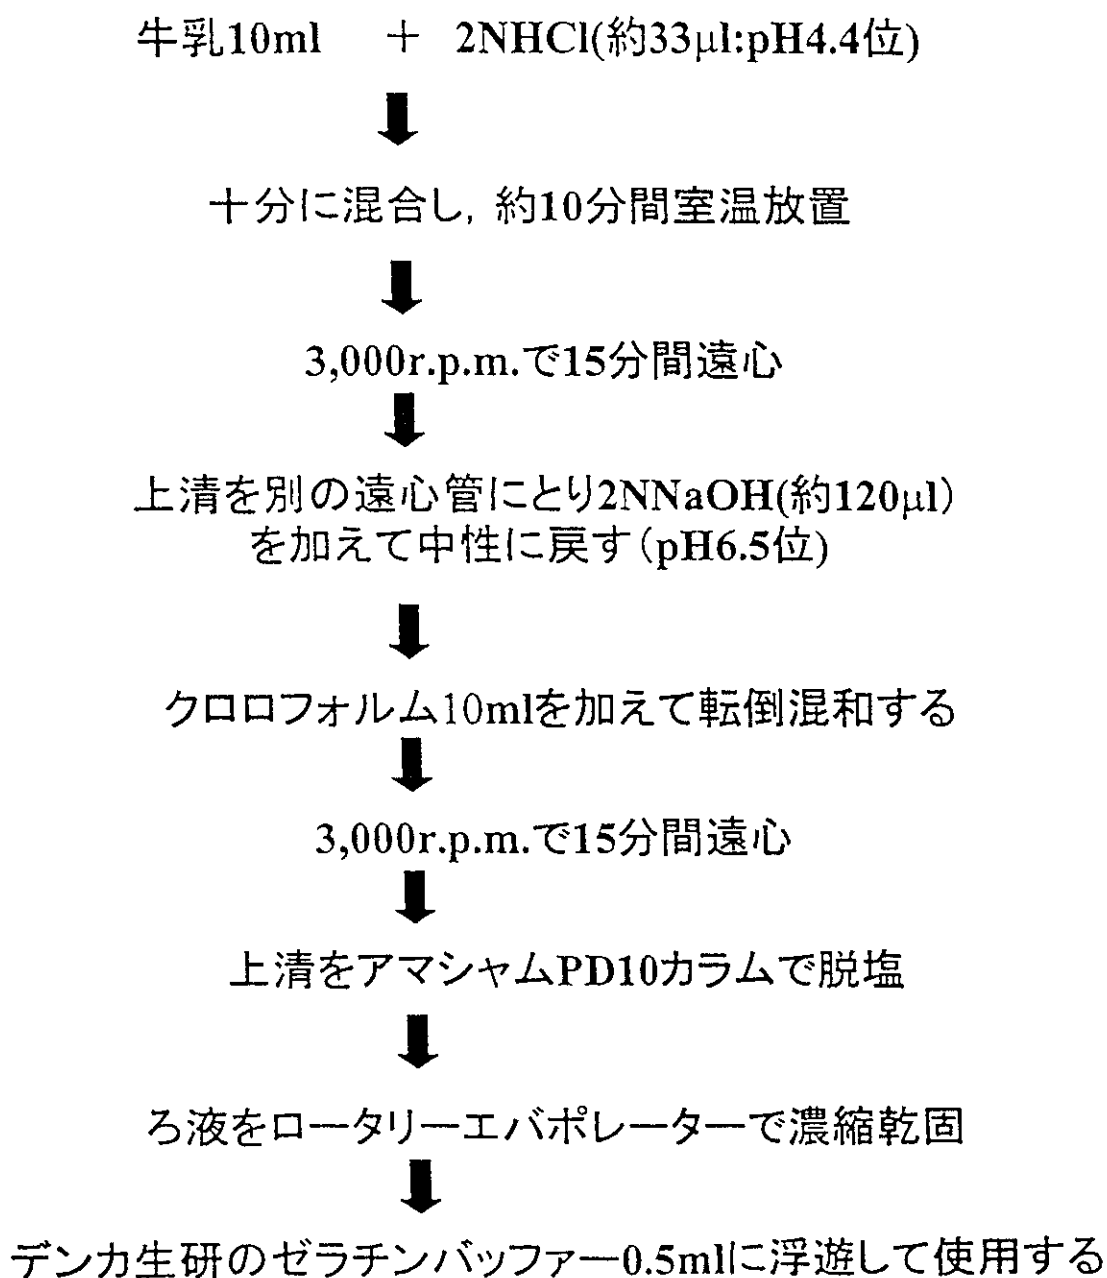 牛乳10ml + 2NHCl(約33μl:pH4.4位)
十分に混合し, 約10分間室温放置
3,000r.p.m.で15分間遠心
上清を別の遠心管にとり2NNaOH(約120μl)
を加えて中性に戻す(pH6.5位)
クロロフォルム10mlを加えて転倒混和する
3,000r.p.m.で15分間遠心
上清をアマシャムPD10カラムで脱塩
ろ液をロータリーエバポレーターで濃縮乾固
デンカ生研のゼラチンバッファー0.5mlに浮遊して使用する